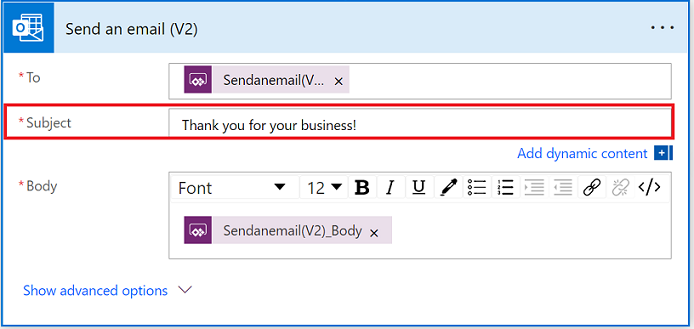 Send an email (V2)
* To
Sendanemail(V... ×
* Subject
Thank you for your business!
Add dynamic content
* Body
Font 12 B I U </>
Sendanemail(V2)_Body ×
Show advanced options